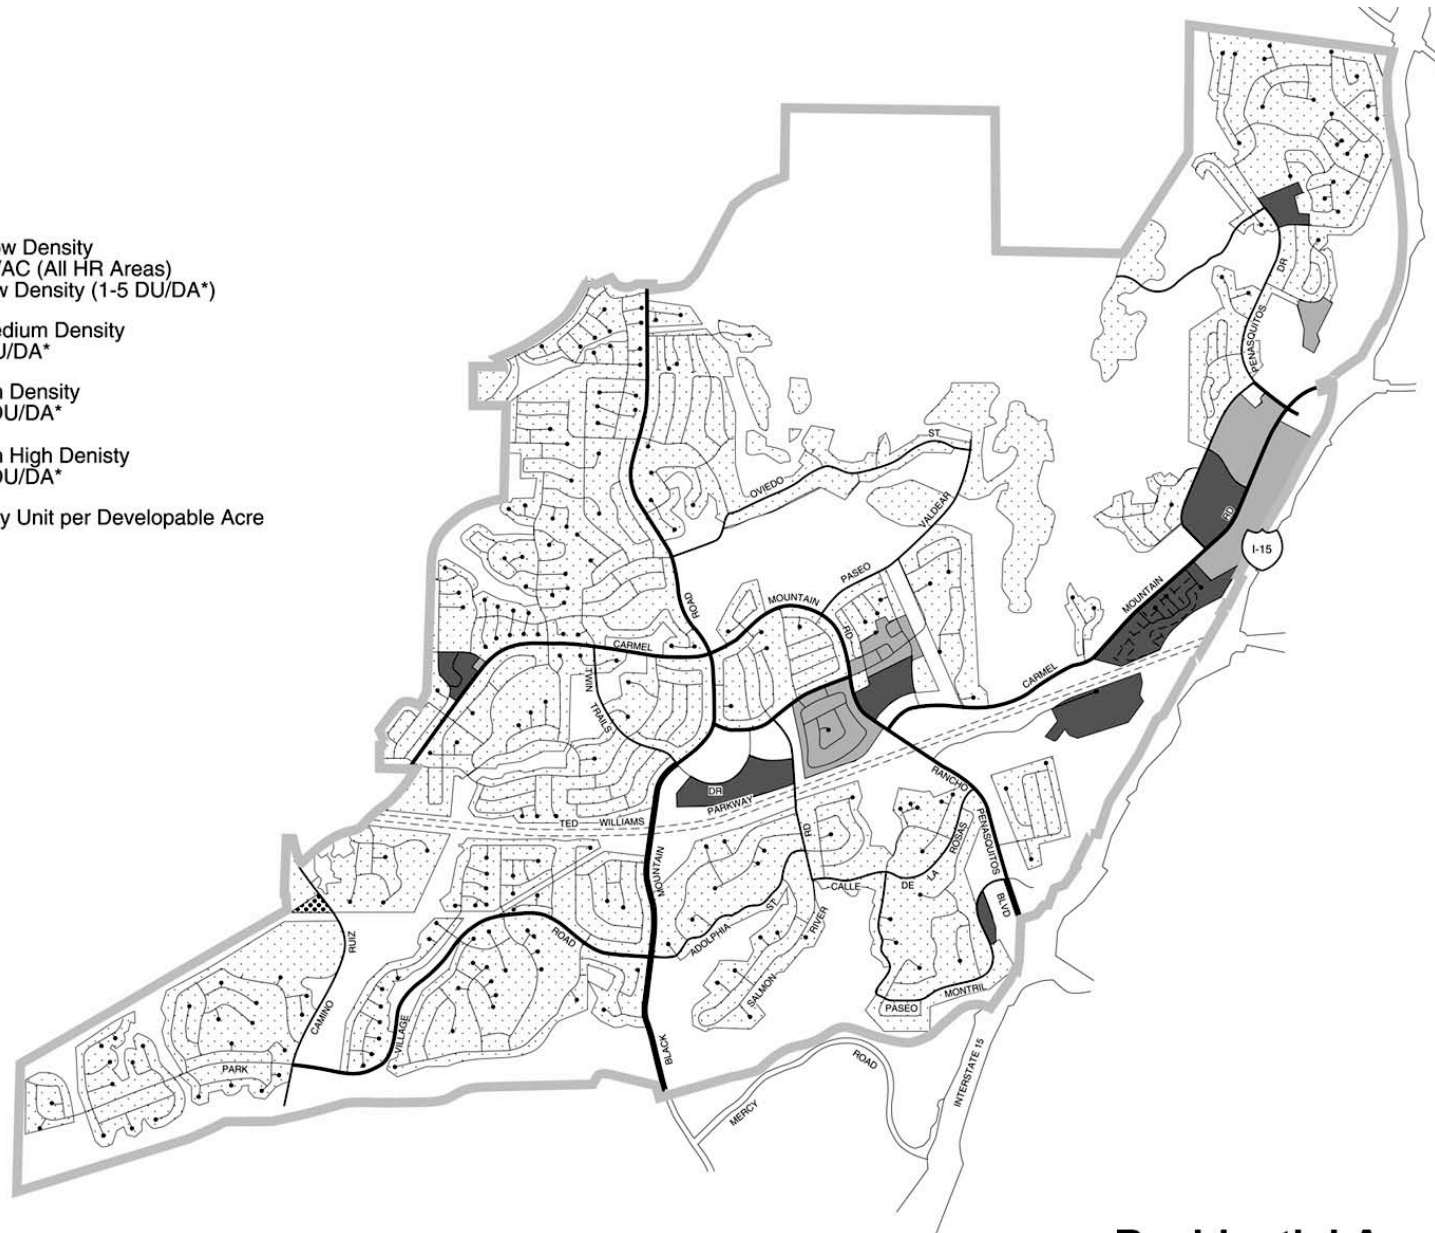 ow Density
/AC (All HR Areas)
w Density (1-5 DU/DA*)
edium Density
U/DA*
n Density
DU/DA*
n High Denisty
DU/DA*
y Unit per Developable Acre
DR
PENASQUITOS
RD
I-15
MOUNTAIN
CARMEL
ST
OVIEDO
VALDEAR
PASEO
MOUNTAIN
RD
ROAD
CARMEL
TWIN
TRAILS
DR
PARKWAY
TED WILLIAMS
RANCHO
PENASQUITOS
BLVD
MOUNTAIN
RD
ROSAS
LA
DE
CALLE
ST
ADOLPHIA
RIVER
SALMON
MONTRIL
PASEO
ROAD
RUIZ
CAMINO
VILLAGE
PARK
BLACK
ROAD
MERCY
INTERSTATE 15